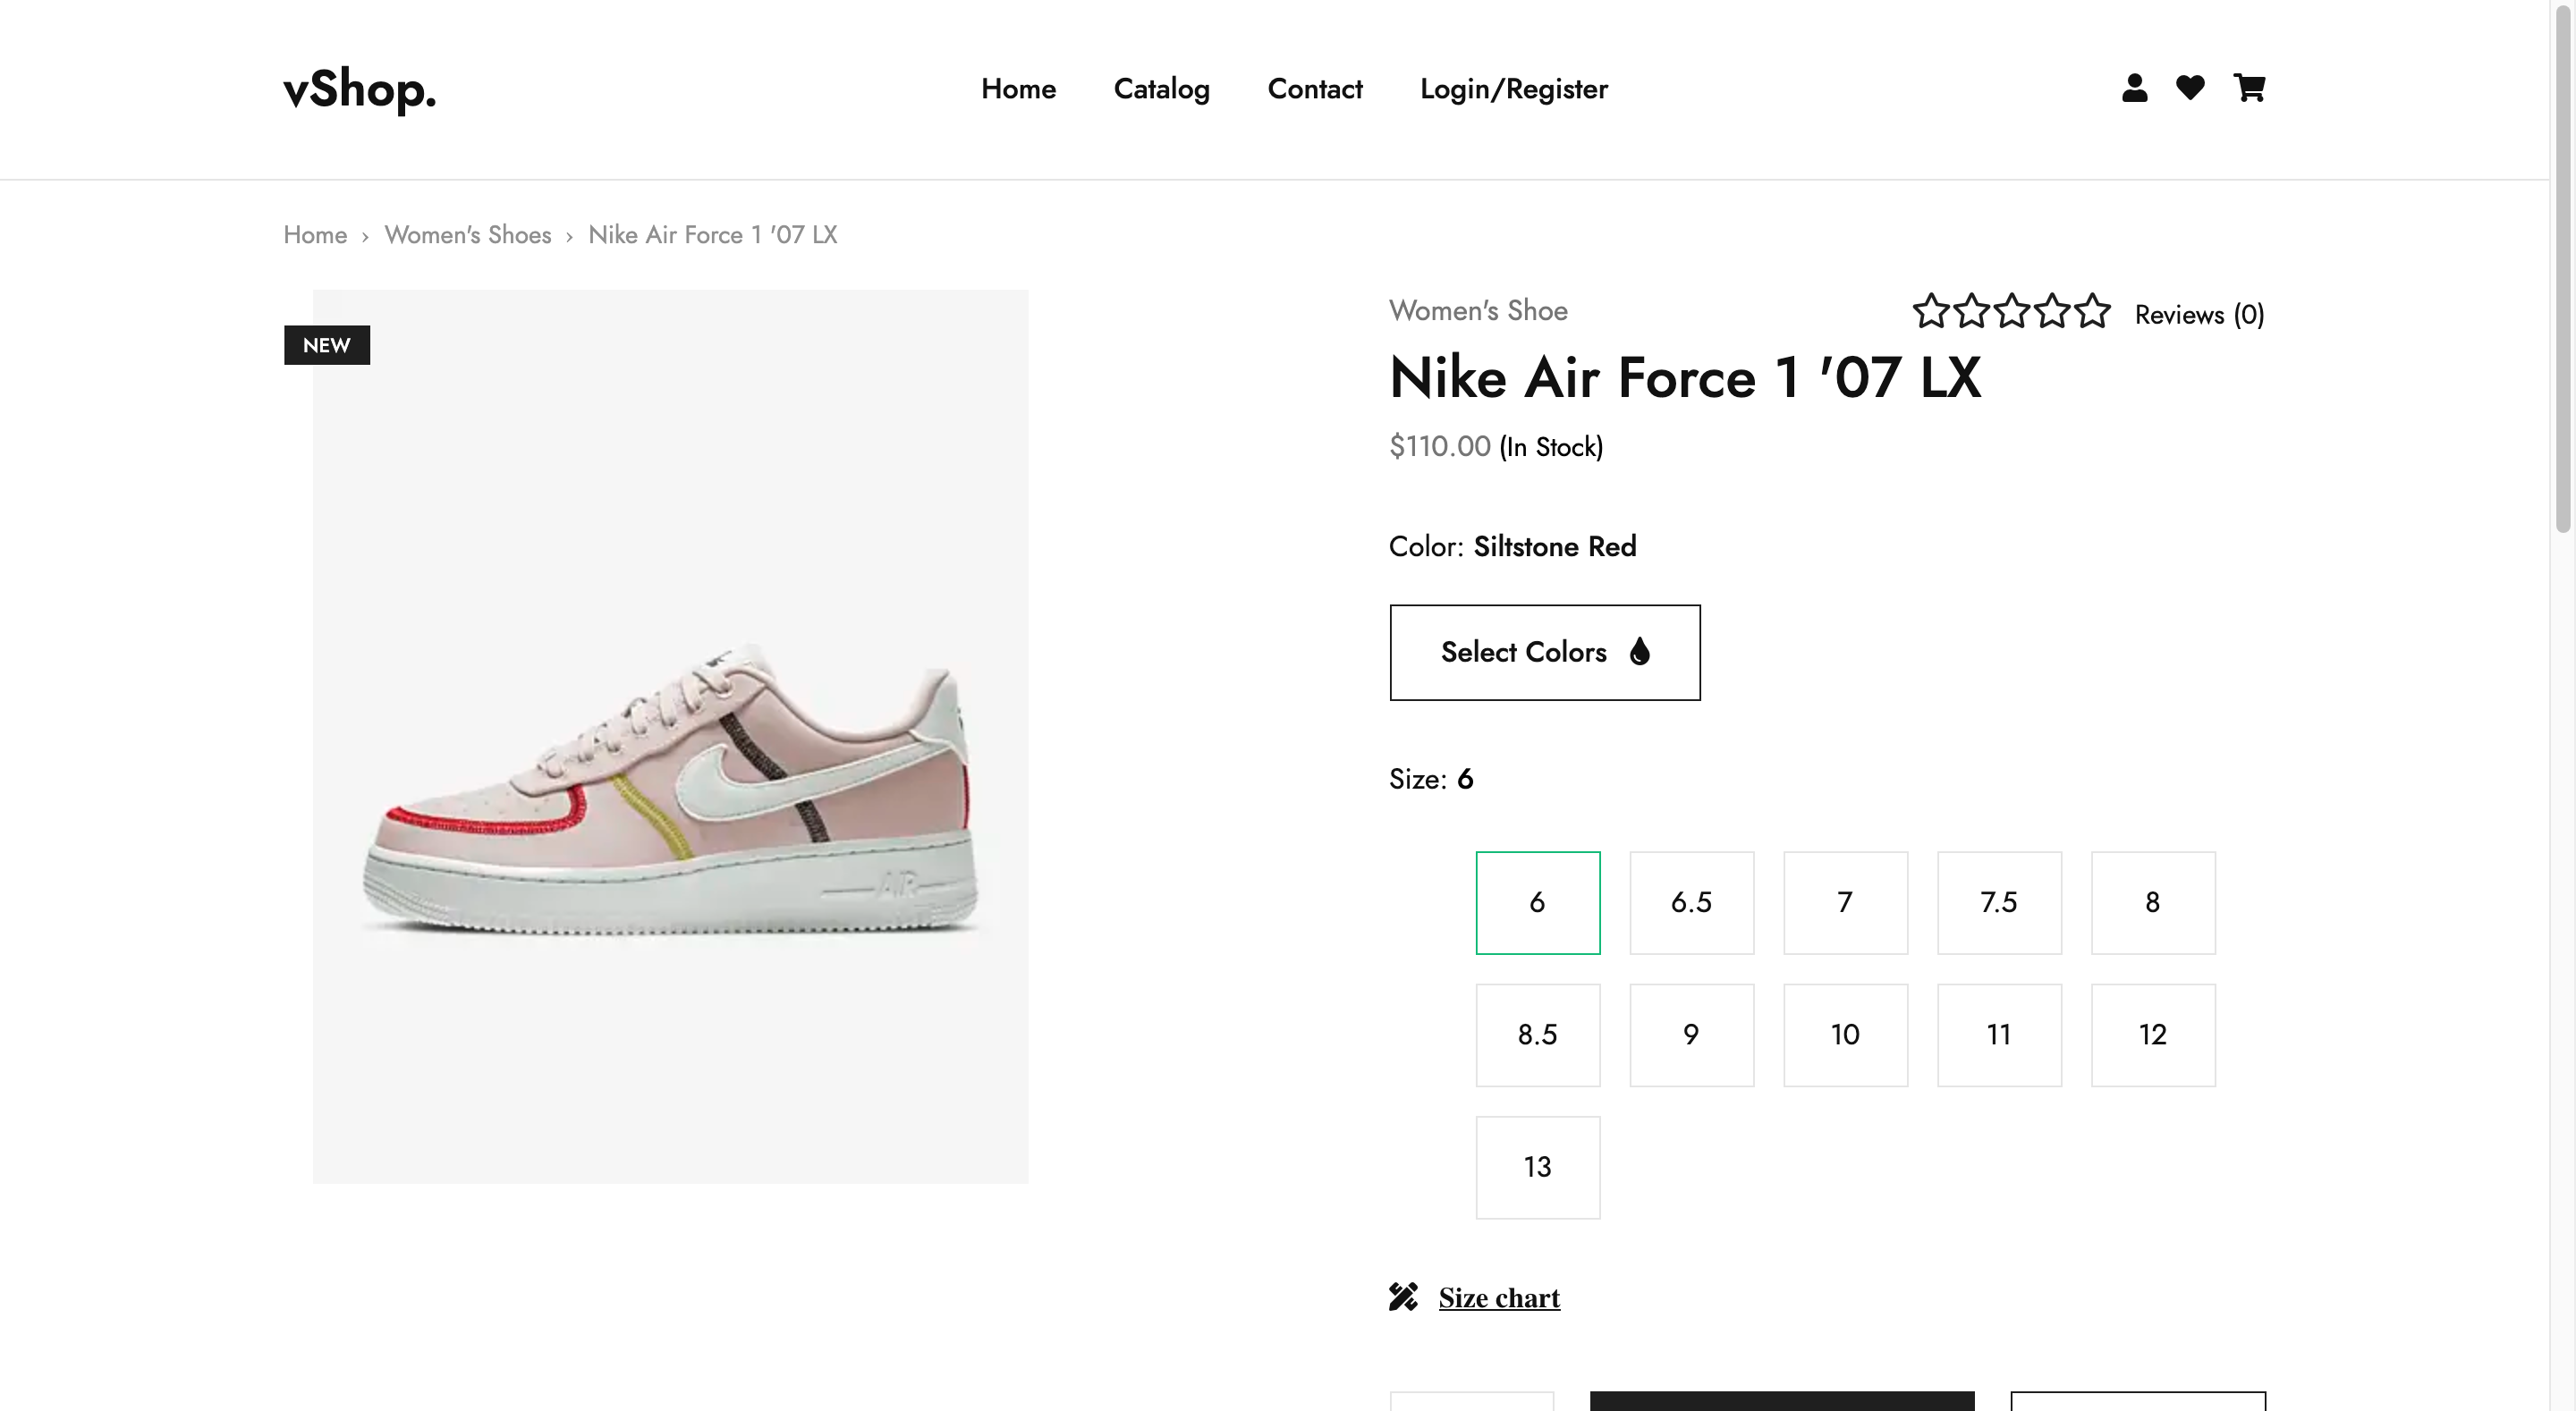 vShop.
Home Catalog Contact Login/Register
Home › Women's Shoes › Nike Air Force 1 '07 LX
NEW
AIR
Women's Shoe
Reviews (0)
Nike Air Force 1 '07 LX
$110.00 (In Stock)
Color: Siltstone Red
Select Colors
Size: 6
6 6.5 7 7.5 8
8.5 9 10 11 12
13
Size chart